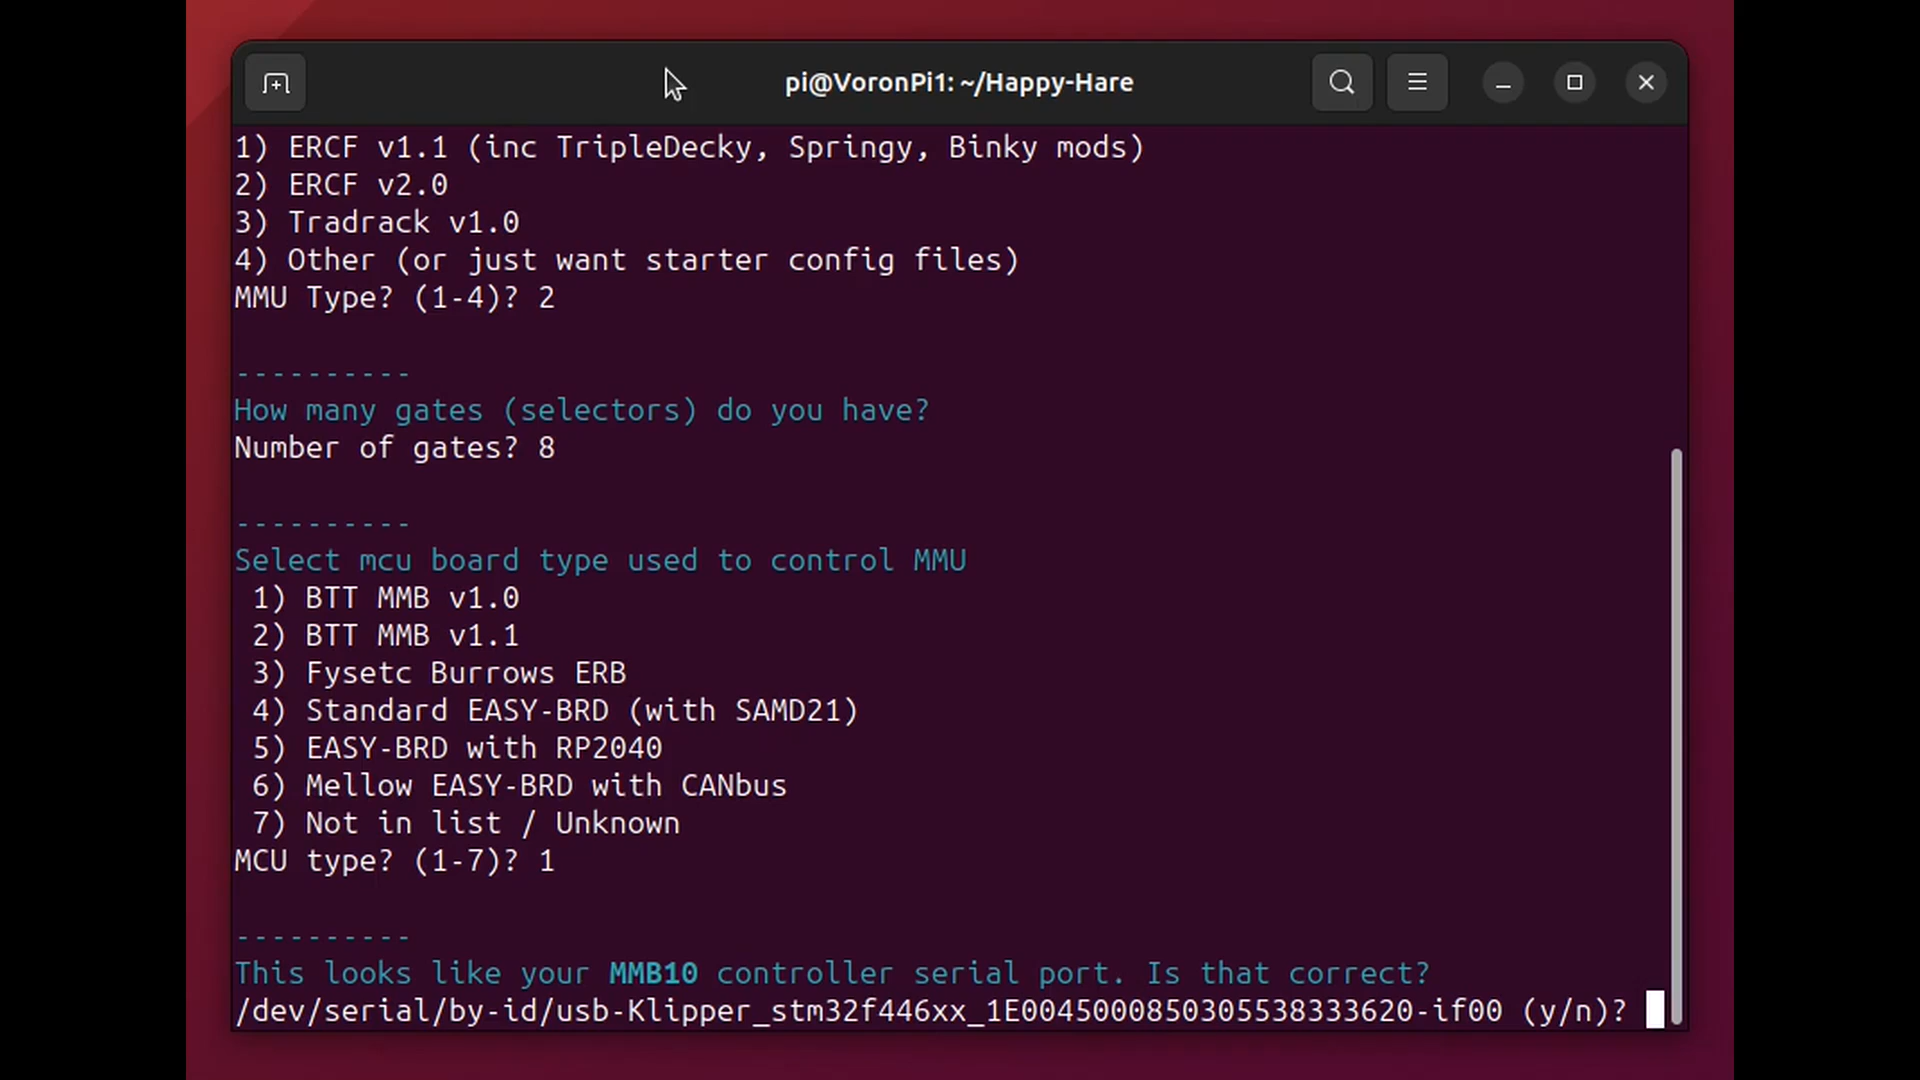 pi@VoronPi1: ~/Happy-Hare
1) ERCF v1.1 (inc TripleDecky, Springy, Binky mods)
2) ERCF v2.0
3) Tradrack v1.0
4) Other (or just want starter config files)
MMU Type? (1-4)? 2
----------
How many gates (selectors) do you have?
Number of gates? 8
----------
Select mcu board type used to control MMU
1) BTT MMB v1.0
2) BTT MMB v1.1
3) Fysetc Burrows ERB
4) Standard EASY-BRD (with SAMD21)
5) EASY-BRD with RP2040
6) Mellow EASY-BRD with CANbus
7) Not in list / Unknown
MCU type? (1-7)? 1
----------
This looks like your MMB10 controller serial port. Is that correct?
/dev/serial/by-id/usb-Klipper_stm32f446xx_1E0045000850305538333620-if00 (y/n)?